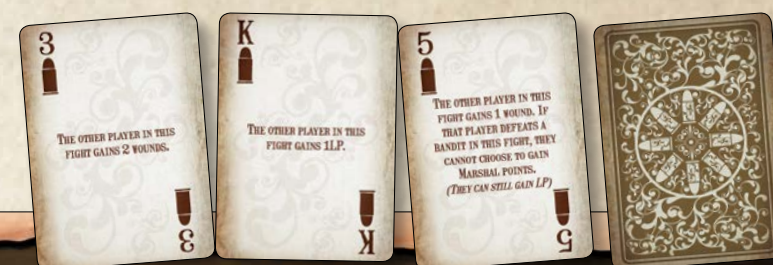 3
THE OTHER PLAYER IN THIS
FIGHT GAINS 2 WOUNDS.
3
K
THE OTHER PLAYER IN THIS
FIGHT GAINS 1LP.
K
5
THE OTHER PLAYER IN THIS
FIGHT GAINS 1 WOUND. IF
THAT PLAYER DEFEATS A
BANDIT IN THIS FIGHT, THEY
CANNOT CHOOSE TO GAIN
MARSHAL POINTS.
(THEY CAN STILL GAIN LP)
5